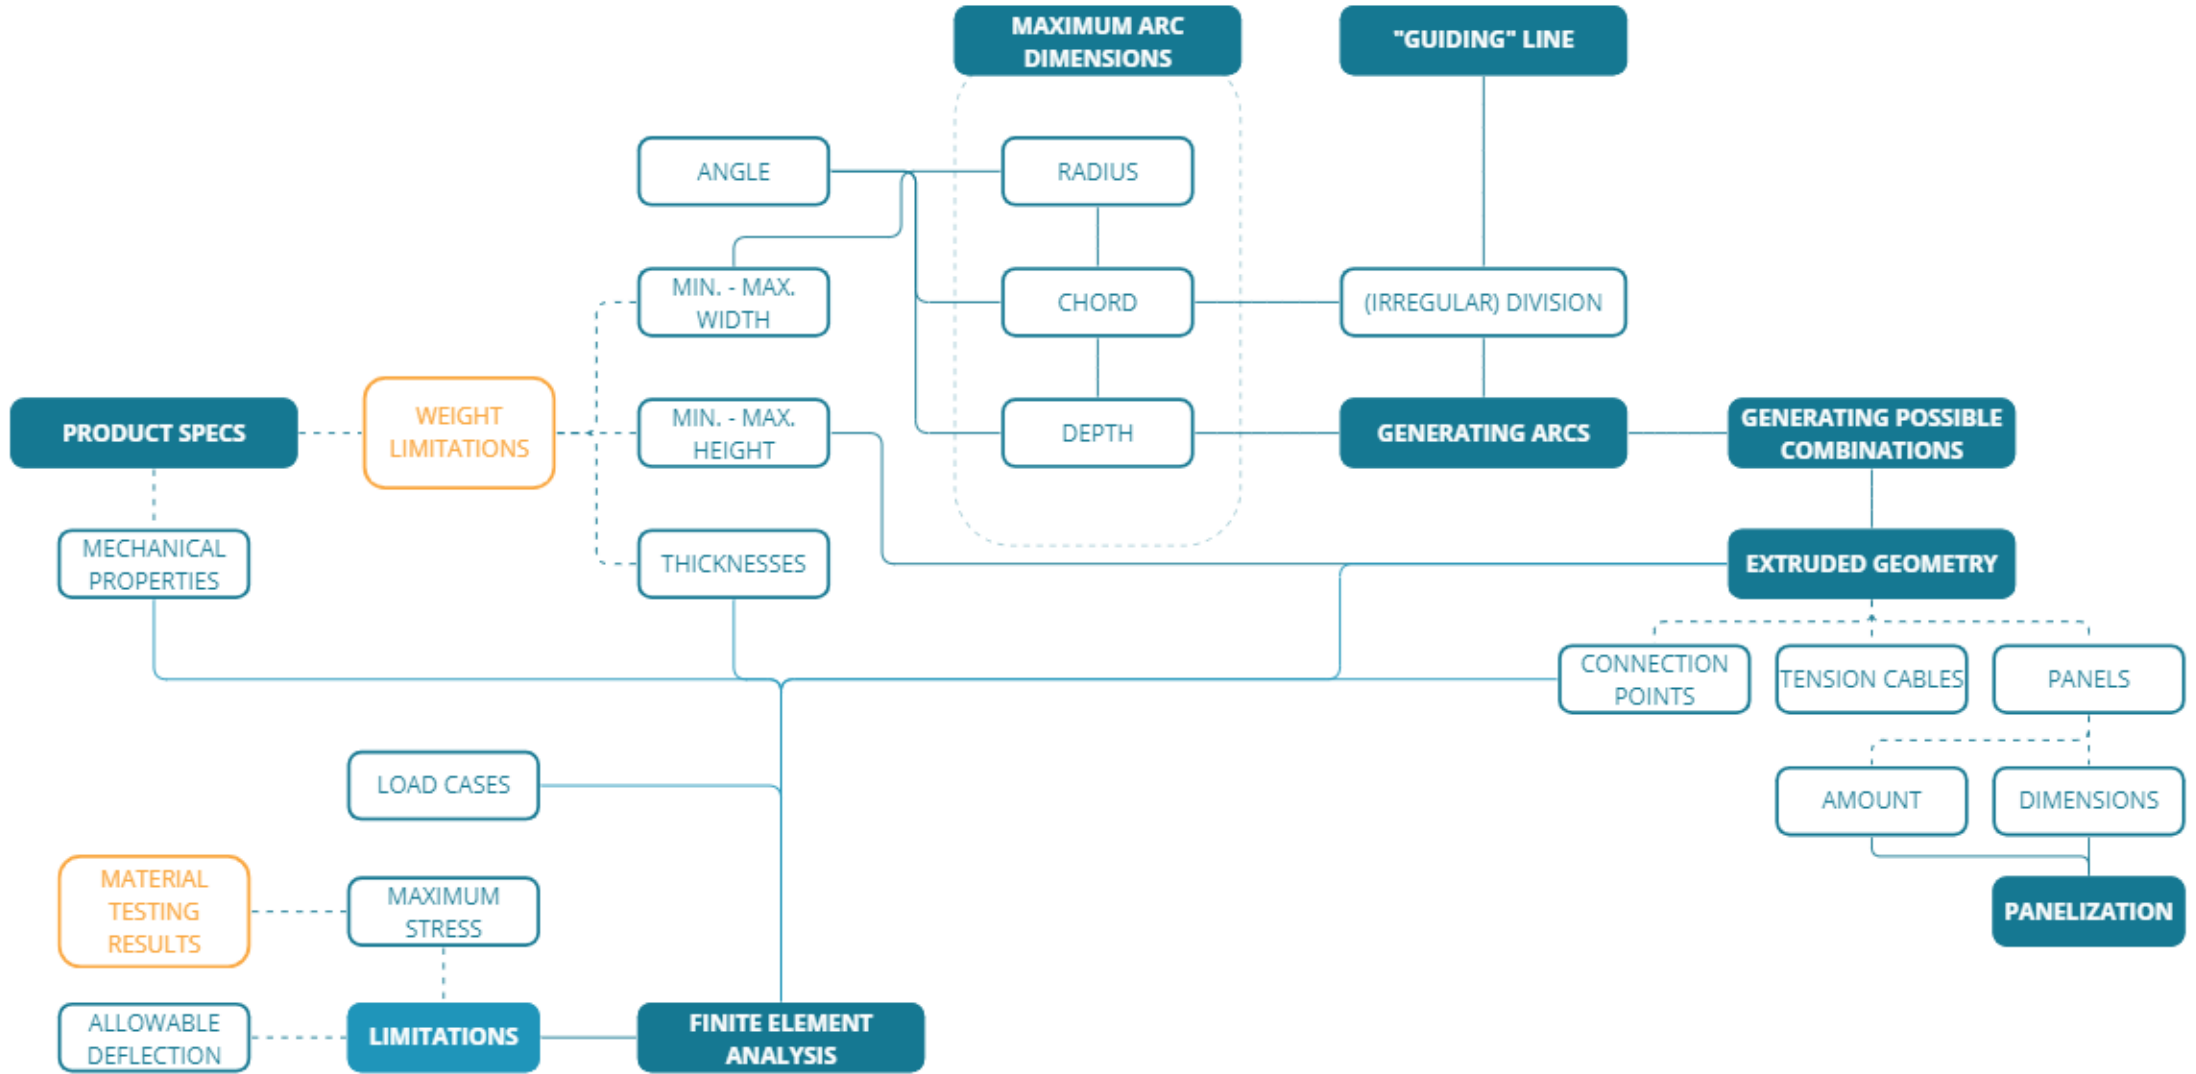 MAXIMUM ARC
DIMENSIONS
"GUIDING" LINE
ANGLE
RADIUS
MIN. - MAX.
WIDTH
CHORD
(IRREGULAR) DIVISION
PRODUCT SPECS
WEIGHT
LIMITATIONS
MIN. - MAX.
HEIGHT
DEPTH
GENERATING ARCS
GENERATING POSSIBLE
COMBINATIONS
MECHANICAL
PROPERTIES
THICKNESSES
EXTRUDED GEOMETRY
CONNECTION
POINTS
TENSION CABLES
PANELS
LOAD CASES
AMOUNT
DIMENSIONS
MATERIAL
TESTING
RESULTS
MAXIMUM
STRESS
PANELIZATION
ALLOWABLE
DEFLECTION
LIMITATIONS
FINITE ELEMENT
ANALYSIS